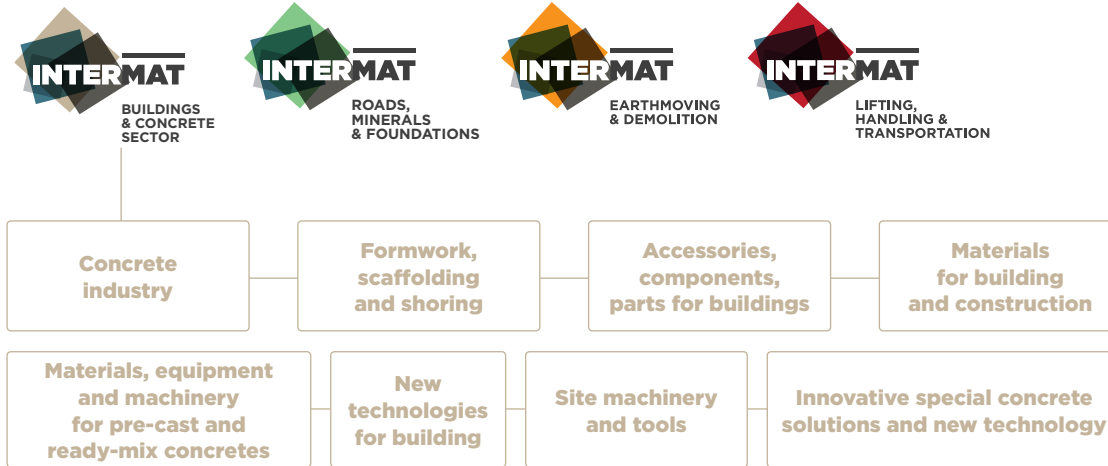 INTERMAT
BUILDINGS
& CONCRETE
SECTOR
INTERMAT
ROADS,
MINERALS
& FOUNDATIONS
INTERMAT
EARTHMOVING
& DEMOLITION
INTERMAT
LIFTING,
HANDLING &
TRANSPORTATION
Concrete
industry
Formwork,
scaffolding
and shoring
Accessories,
components,
parts for buildings
Materials
for building
and construction
Materials, equipment
and machinery
for pre-cast and
ready-mix concretes
New
technologies
for building
Site machinery
and tools
Innovative special concrete
solutions and new technology